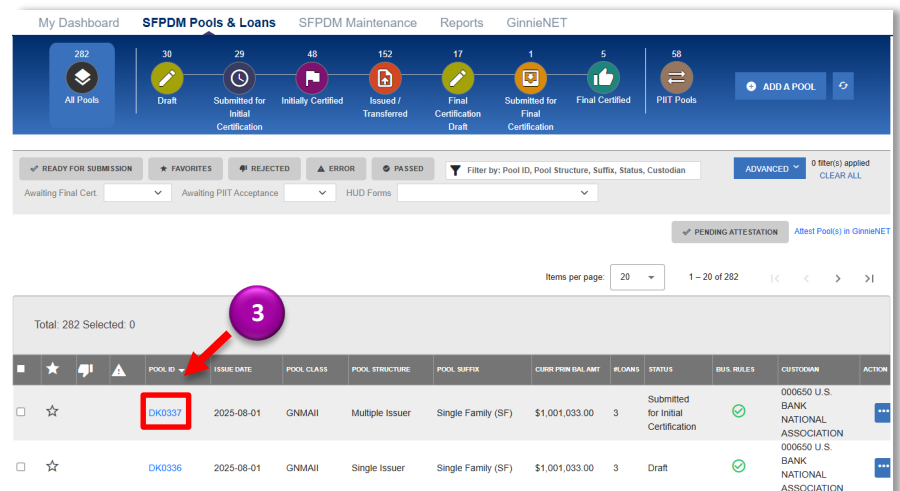 My Dashboard SFPDM Pools & Loans SFPDM Maintenance Reports GinnieNET
282 30 29 48 152 17 1 5 58
All Pools Draft Submitted for Initial Certification Initially Certified Issued / Transferred Final Certification Draft Submitted for Final Certification Final Certified PIIT Pools
ADD A POOL
READY FOR SUBMISSION FAVORITES REJECTED ERROR PASSED Filter by: Pool ID, Pool Structure, Suffix, Status, Custodian ADVANCED 0 filter(s) applied
CLEAR ALL
Awaiting Final Cert. Awaiting PIIT Acceptance HUD Forms
PENDING ATTESTATION Attest Pool(s) in GinnieNET
Items per page: 20 1 – 20 of 282
3
Total: 282 Selected: 0
POOL ID ISSUE DATE POOL CLASS POOL STRUCTURE POOL SUFFIX CURR PRIN BAL AMT #LOANS STATUS BUS. RULES CUSTODIAN ACTION
DK0337 2025-08-01 GNMAII Multiple Issuer Single Family (SF) $1,001,033.00 3 Submitted for Initial Certification 000650 U.S. BANK NATIONAL ASSOCIATION
DK0336 2025-08-01 GNMAII Single Issuer Single Family (SF) $1,001,033.00 3 Draft 000650 U.S. BANK NATIONAL ASSOCIATION